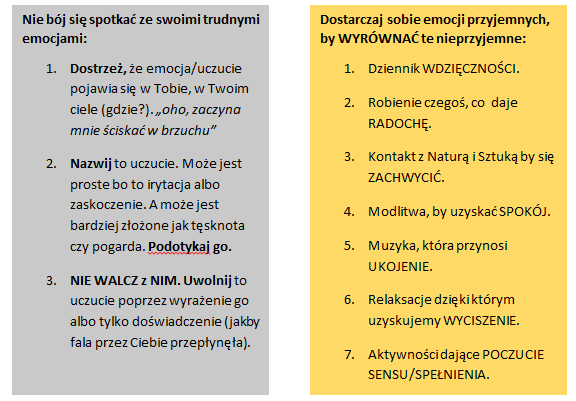 Nie bój się spotkać ze swoimi trudnymi
emocjami:
1. Dostrzeż, że emocja/uczucie
pojawia się w Tobie, w Twoim
ciele (gdzie?). „oho, zaczyna
mnie ściskać w brzuchu”
2. Nazwij to uczucie. Może jest
proste bo to irytacja albo
zaskoczenie. A może jest
bardziej złożone jak tęsknota
czy pogarda. Podotykaj go.
3. NIE WALCZ z NIM. Uwolnij to
uczucie poprzez wyrażenie go
albo tylko doświadczenie (jakby
fala przez Ciebie przepłynęła).
Dostarczaj sobie emocji przyjemnych,
by WYRÓWNAĆ te nieprzyjemne:
1. Dziennik WDZIĘCZNOŚCI.
2. Robienie czegoś, co daje
RADOCHĘ.
3. Kontakt z Naturą i Sztuką by się
ZACHWYCIĆ.
4. Modlitwa, by uzyskać SPOKÓJ.
5. Muzyka, która przynosi
UKOJENIE.
6. Relaksacje dzięki którym
uzyskujemy WYCISZENIE.
7. Aktywności dające POCZUCIE
SENSU/SPEŁNIENIA.